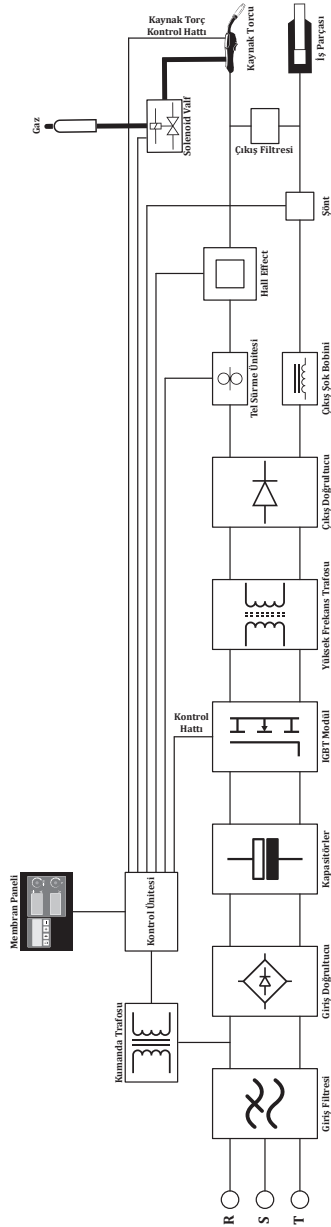 Kaynak Torç
Kontrol Hattı
Gaz
Solenoid Valf
Kaynak Torcu
İş Parçası
Çıkış Filtresi
Şönt
Hall Effect
Tel Sürme Ünitesi
Çıkış Şok Bobini
Çıkış Doğrultucu
Yüksek Frekans Trafosu
Kontrol
Hattı
IGBT Modül
Membran Paneli
Kontrol Ünitesi
Kapasitörler
Kumanda Trafosu
Giriş Doğrultucu
Giriş Filtresi
R
S
T